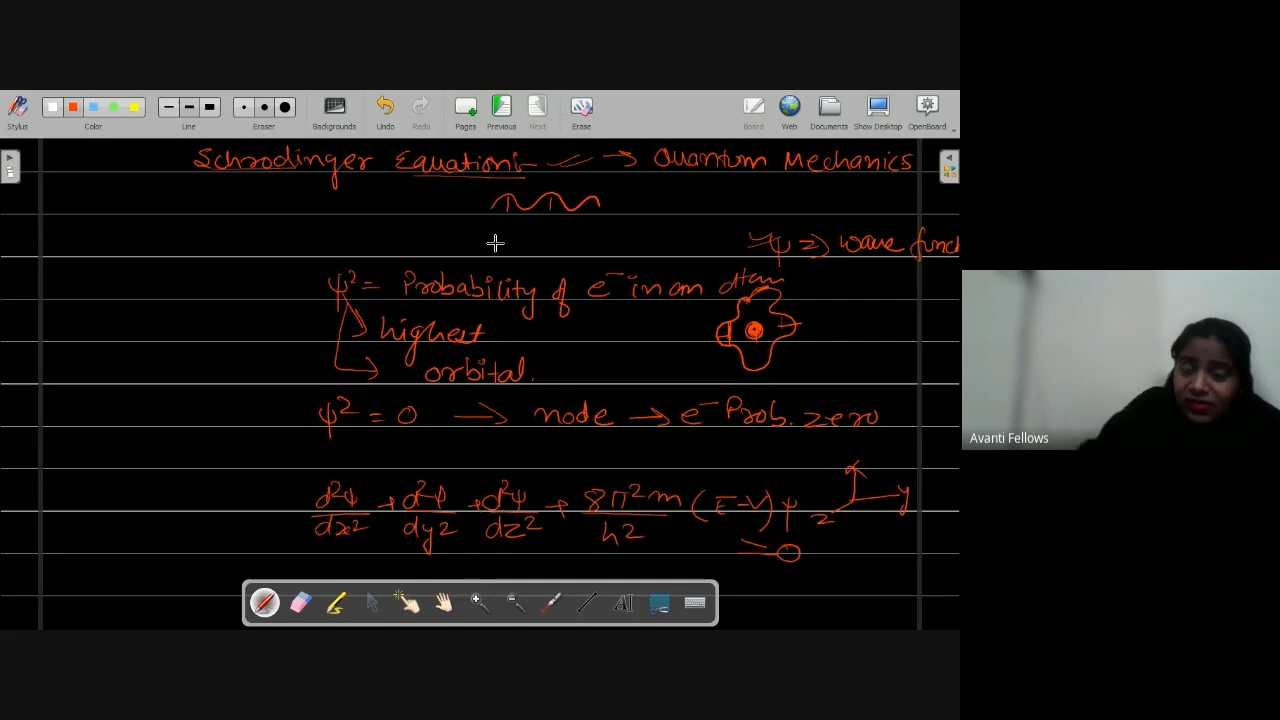 Stylus Color Line Eraser Backgrounds Undo Redo Pages Previous Next Erase Board Web Documents Show Desktop OpenBoard
Schrodinger Equation :- → Quantum Mechanics
ψ ⇒ wave funct
ψ² = Probability of e⁻ in an atom
highest
orbital.
ψ² = 0 → node → e⁻ Prob. zero
d²ψ/dx² + d²ψ/dy² + d²ψ/dz² + 8π²m/h² (E-V) ψ = 0
y
z
Avanti Fellows
AI